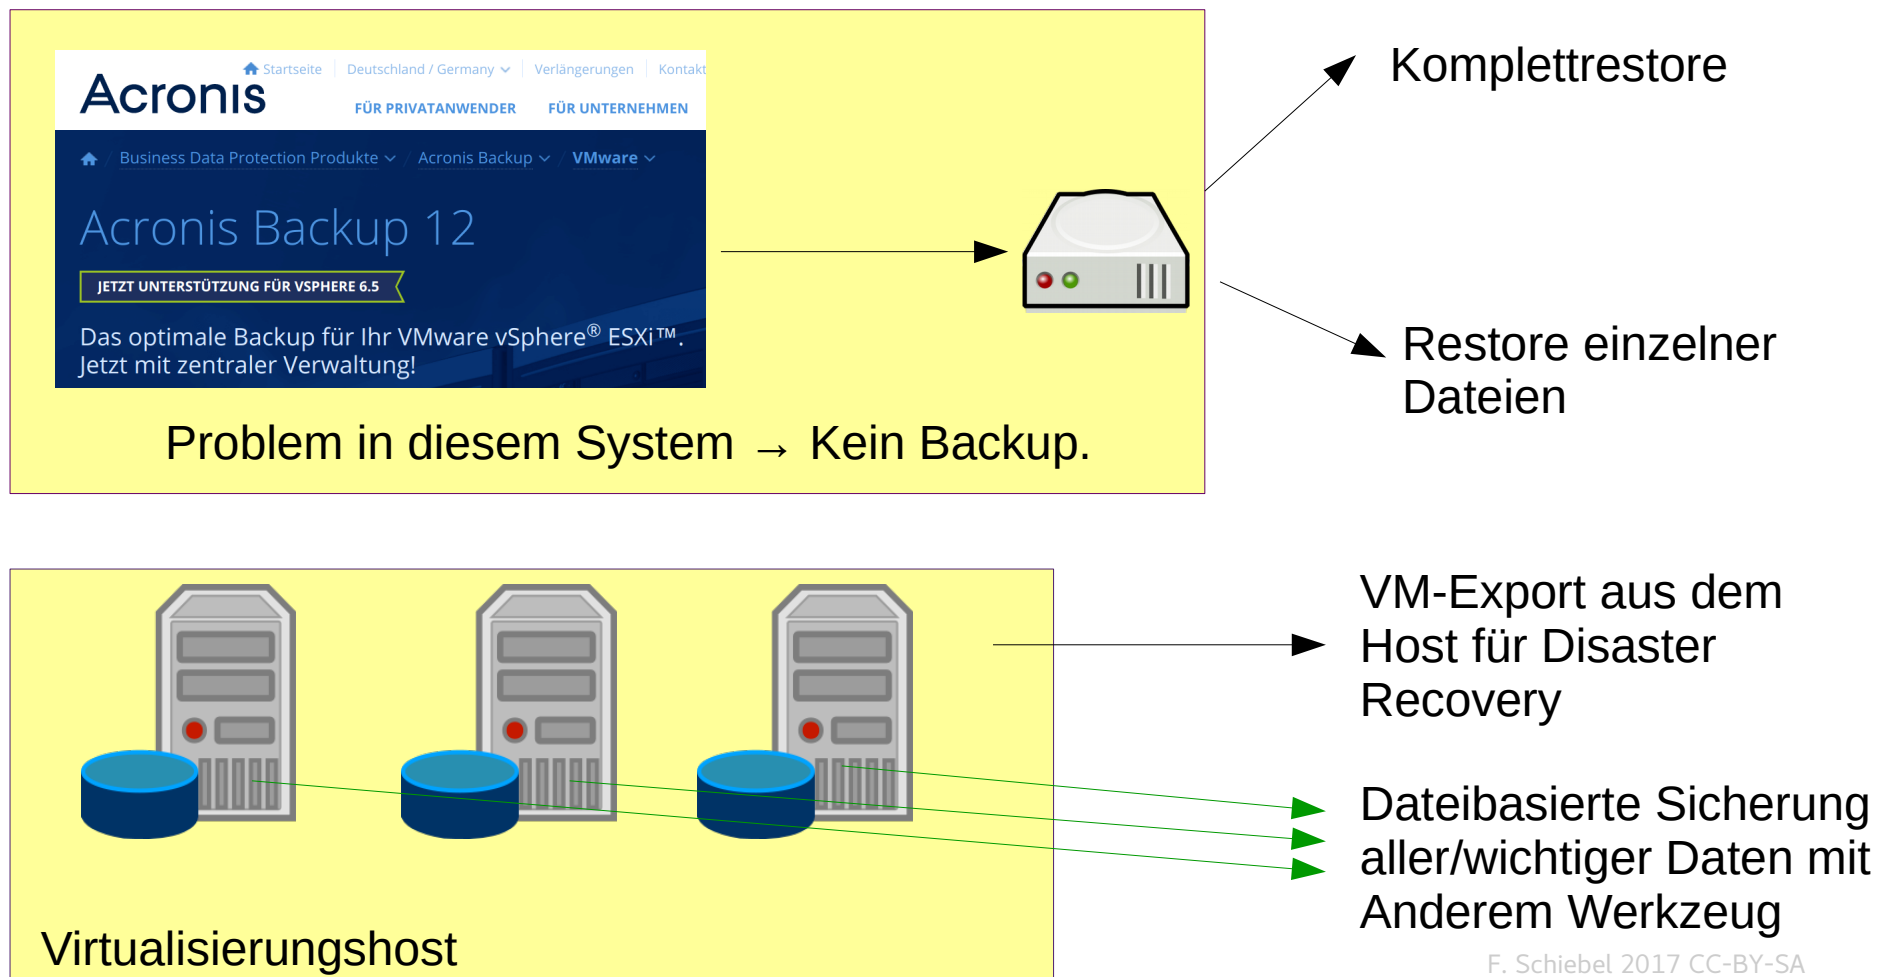 Startseite Deutschland / Germany Verlängerungen Kontakt
Acronis
FÜR PRIVATANWENDER FÜR UNTERNEHMEN
Business Data Protection Produkte / Acronis Backup / VMware
Acronis Backup 12
JETZT UNTERSTÜTZUNG FÜR VSPHERE 6.5
Das optimale Backup für Ihr VMware vSphere® ESXi™.
Jetzt mit zentraler Verwaltung!
Problem in diesem System → Kein Backup.
Komplettrestore
Restore einzelner
Dateien
VM-Export aus dem
Host für Disaster
Recovery
Dateibasierte Sicherung
aller/wichtiger Daten mit
Anderem Werkzeug
Virtualisierungshost
F. Schiebel 2017 CC-BY-SA